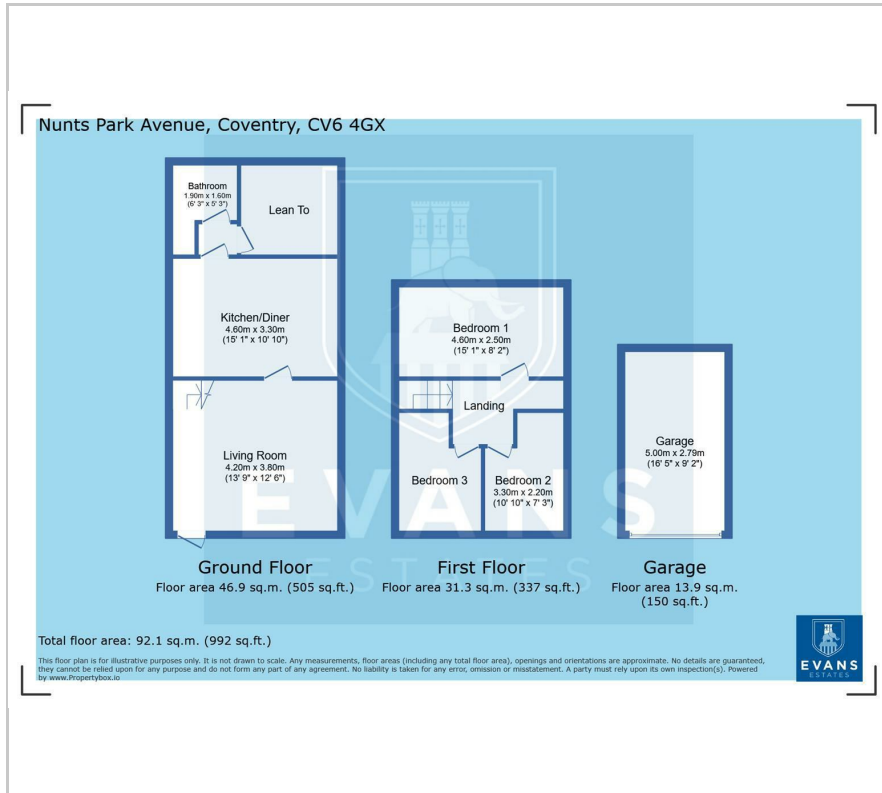 Nunts Park Avenue, Coventry, CV6 4GX
Bathroom
1.90m x 1.60m
(6' 3" x 5' 3")
Lean To
Kitchen/Diner
4.60m x 3.30m
(15' 1" x 10' 10")
Living Room
4.20m x 3.80m
(13' 9" x 12' 6")
Bedroom 1
4.60m x 2.50m
(15' 1" x 8' 2")
Landing
Bedroom 3
Bedroom 2
3.30m x 2.20m
(10' 10" x 7' 3")
Garage
5.00m x 2.79m
(16' 5" x 9' 2")
EVANS
ESTATES
Ground Floor
Floor area 46.9 sq.m. (505 sq.ft.)
First Floor
Floor area 31.3 sq.m. (337 sq.ft.)
Garage
Floor area 13.9 sq.m.
(150 sq.ft.)
Total floor area: 92.1 sq.m. (992 sq.ft.)
This floor plan is for illustrative purposes only. It is not drawn to scale. Any measurements, floor areas (including any total floor area), openings and orientations are approximate. No details are guaranteed,
they cannot be relied upon for any purpose and do not form any part of any agreement. No liability is taken for any error, omission or misstatement. A party must rely upon its own inspection(s). Powered
by www.Propertybox.io
EVANS
ESTATES